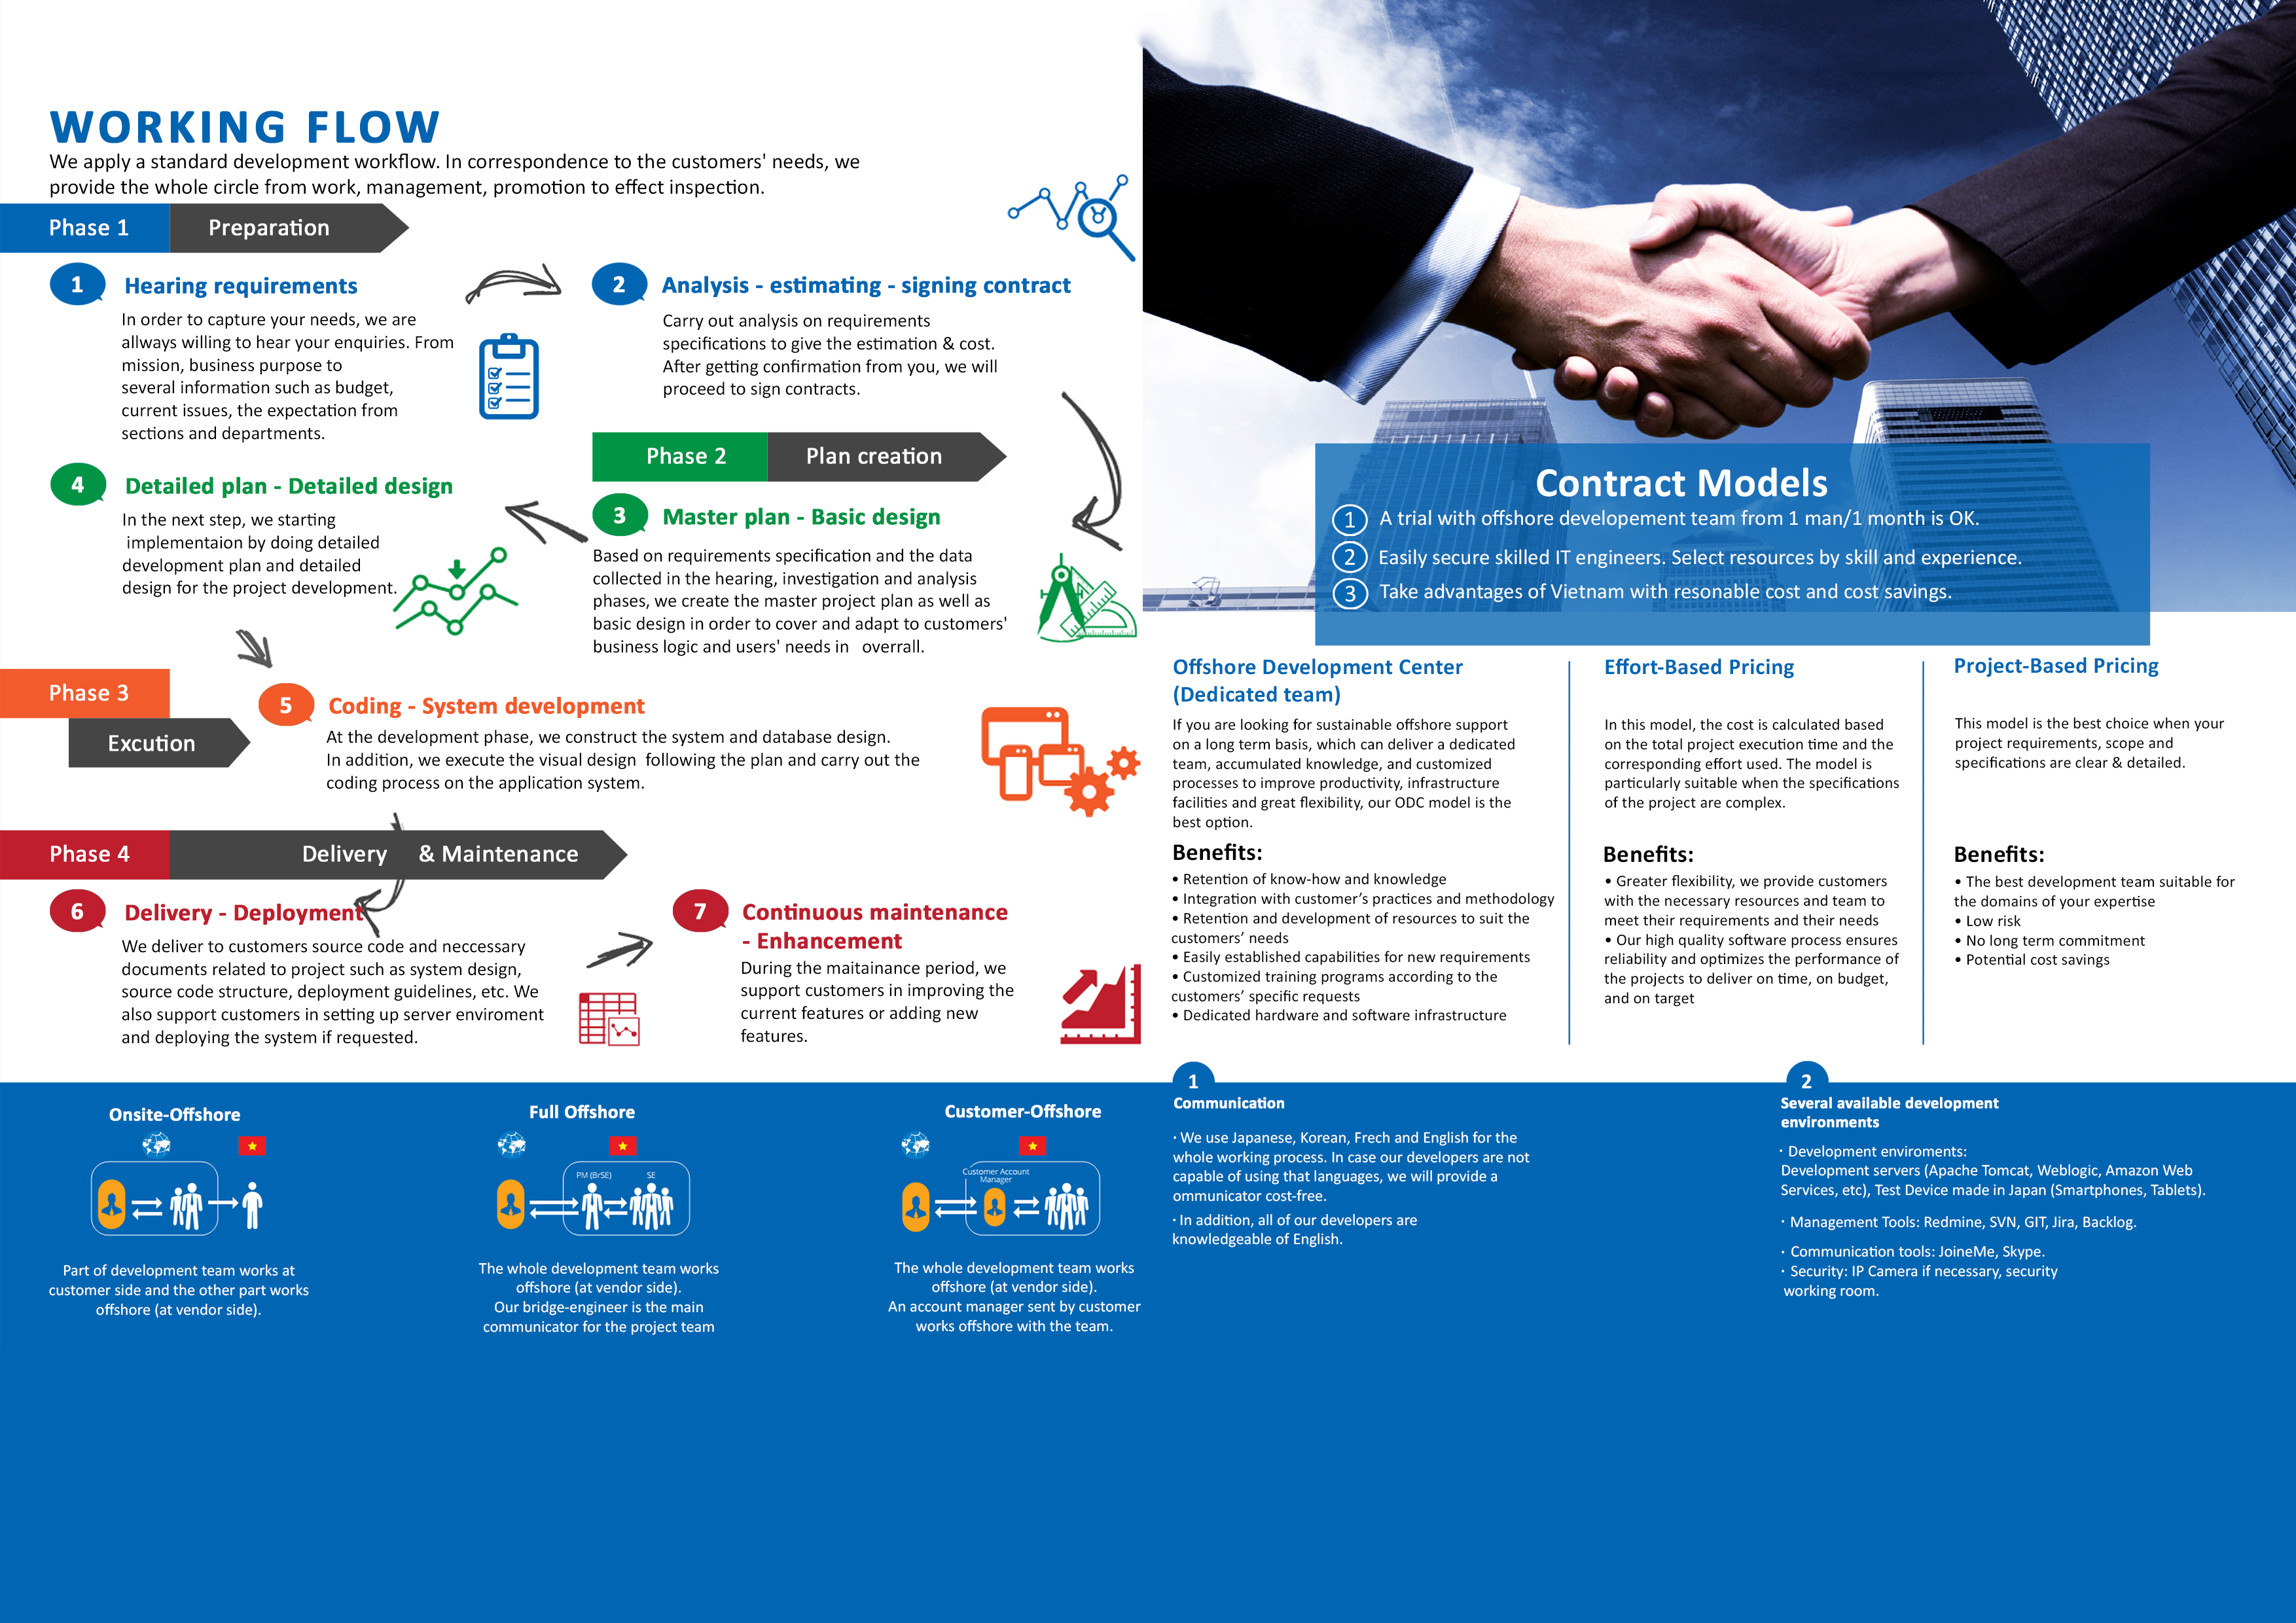 WORKING FLOW
We apply a standard development workflow. In correspondence to the customers' needs, we
provide the whole circle from work, management, promotion to effect inspection.
Phase 1
Preparation
1
Hearing requirements
In order to capture your needs, we are
allways willing to hear your enquiries. From
mission, business purpose to
several information such as budget,
current issues, the expectation from
sections and departments.
2
Analysis - estimating - signing contract
Carry out analysis on requirements
specifications to give the estimation & cost.
After getting confirmation from you, we will
proceed to sign contracts.
Phase 2
Plan creation
3
Master plan - Basic design
Based on requirements specification and the data
collected in the hearing, investigation and analysis
phases, we create the master project plan as well as
basic design in order to cover and adapt to customers'
business logic and users' needs in overrall.
4
Detailed plan - Detailed design
In the next step, we starting
implementaion by doing detailed
development plan and detailed
design for the project development.
Phase 3
Excution
5
Coding - System development
At the development phase, we construct the system and database design.
In addition, we execute the visual design following the plan and carry out the
coding process on the application system.
Phase 4
Delivery & Maintenance
6
Delivery - Deployment
We deliver to customers source code and neccessary
documents related to project such as system design,
source code structure, deployment guidelines, etc. We
also support customers in setting up server enviroment
and deploying the system if requested.
7
Continuous maintenance
- Enhancement
During the maitainance period, we
support customers in improving the
current features or adding new
features.
Onsite-Offshore
Part of development team works at
customer side and the other part works
offshore (at vendor side).
Full Offshore
PM (BrSE)
SE
The whole development team works
offshore (at vendor side).
Our bridge-engineer is the main
communicator for the project team
Customer-Offshore
Customer Account
Manager
The whole development team works
offshore (at vendor side).
An account manager sent by customer
works offshore with the team.
Contract Models
1 A trial with offshore developement team from 1 man/1 month is OK.
2 Easily secure skilled IT engineers. Select resources by skill and experience.
3 Take advantages of Vietnam with resonable cost and cost savings.
Offshore Development Center
(Dedicated team)
If you are looking for sustainable offshore support
on a long term basis, which can deliver a dedicated
team, accumulated knowledge, and customized
processes to improve productivity, infrastructure
facilities and great flexibility, our ODC model is the
best option.
Benefits:
• Retention of know-how and knowledge
• Integration with customer’s practices and methodology
• Retention and development of resources to suit the
customers’ needs
• Easily established capabilities for new requirements
• Customized training programs according to the
customers’ specific requests
• Dedicated hardware and software infrastructure
Effort-Based Pricing
In this model, the cost is calculated based
on the total project execution time and the
corresponding effort used. The model is
particularly suitable when the specifications
of the project are complex.
Benefits:
• Greater flexibility, we provide customers
with the necessary resources and team to
meet their requirements and their needs
• Our high quality software process ensures
reliability and optimizes the performance of
the projects to deliver on time, on budget,
and on target
Project-Based Pricing
This model is the best choice when your
project requirements, scope and
specifications are clear & detailed.
Benefits:
• The best development team suitable for
the domains of your expertise
• Low risk
• No long term commitment
• Potential cost savings
1
Communication
· We use Japanese, Korean, Frech and English for the
whole working process. In case our developers are not
capable of using that languages, we will provide a
ommunicator cost-free.
· In addition, all of our developers are
knowledgeable of English.
2
Several available development
environments
· Development enviroments:
Development servers (Apache Tomcat, Weblogic, Amazon Web
Services, etc), Test Device made in Japan (Smartphones, Tablets).
· Management Tools: Redmine, SVN, GIT, Jira, Backlog.
· Communication tools: JoineMe, Skype.
· Security: IP Camera if necessary, security
working room.